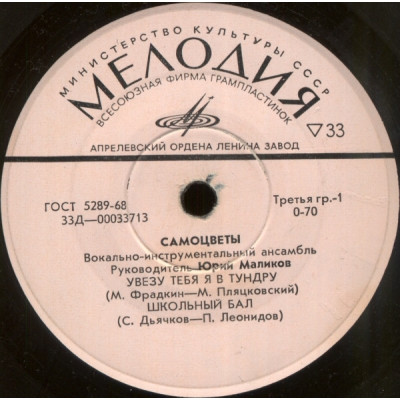 МИНИСТЕРСТВО КУЛЬТУРЫ СССР
МЕЛОДИЯ
ВСЕСОЮЗНАЯ ФИРМА ГРАМПЛАСТИНОК
▽33
АПРЕЛЕВСКИЙ ОРДЕНА ЛЕНИНА ЗАВОД
ГОСТ 5289-68
33Д—00033713
Третья гр.-1
0-70
САМОЦВЕТЫ
Вокально-инструментальный ансамбль
Руководитель Юрий Маликов
УВЕЗУ ТЕБЯ Я В ТУНДРУ
(М. Фрадкин—М. Пляцковский)
ШКОЛЬНЫЙ БАЛ
(С. Дьячков—П. Леонидов)